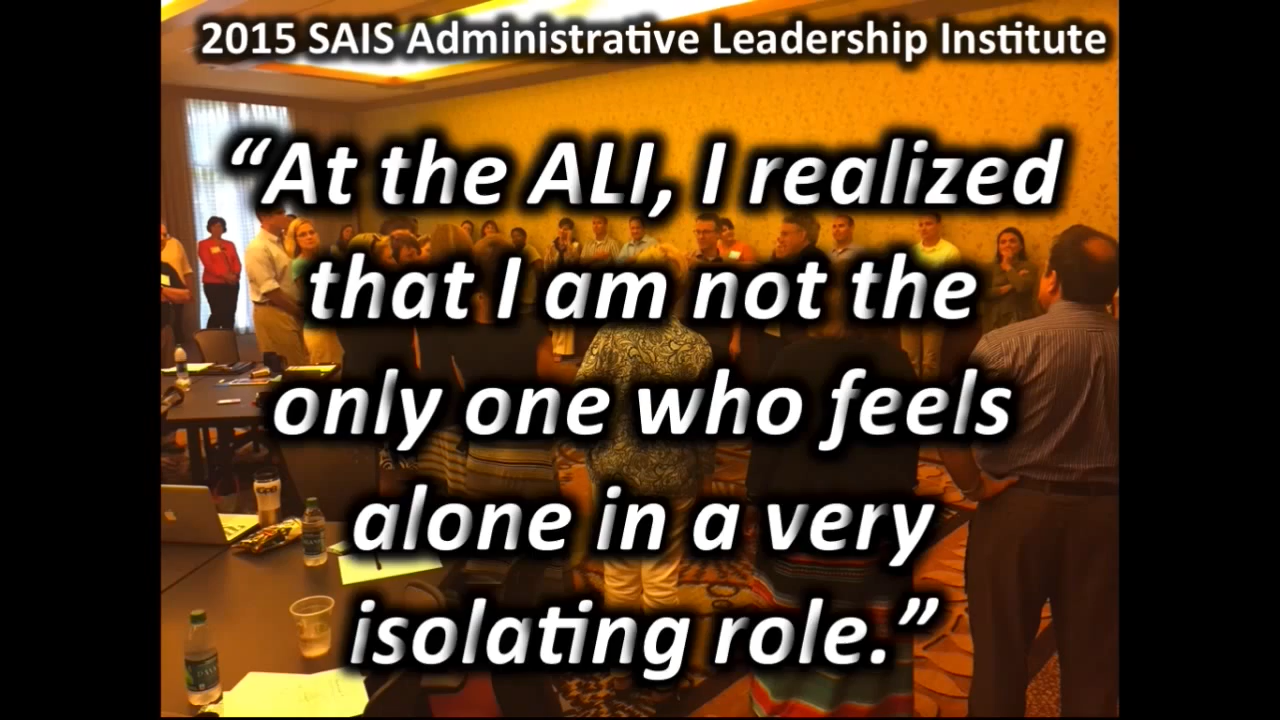 2015 SAIS Administrative Leadership Institute
“At the ALI, I realized
that I am not the
only one who feels
alone in a very
isolating role.”